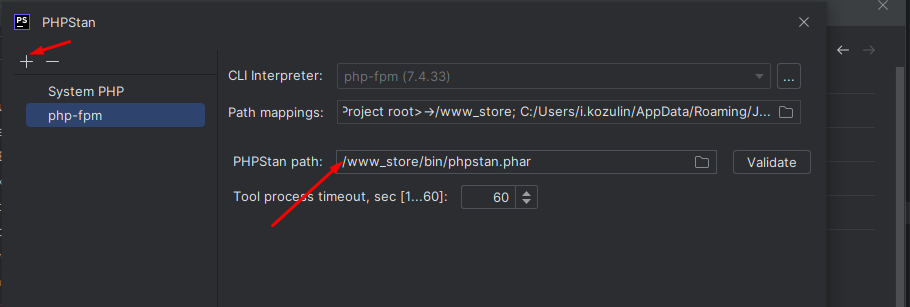 PS PHPStan
System PHP
php-fpm
CLI Interpreter: php-fpm (7.4.33) ...
Path mappings: Project root>→/www_store; C:/Users/i.kozulin/AppData/Roaming/J...
PHPStan path: /www_store/bin/phpstan.phar Validate
Tool process timeout, sec [1...60]: 60